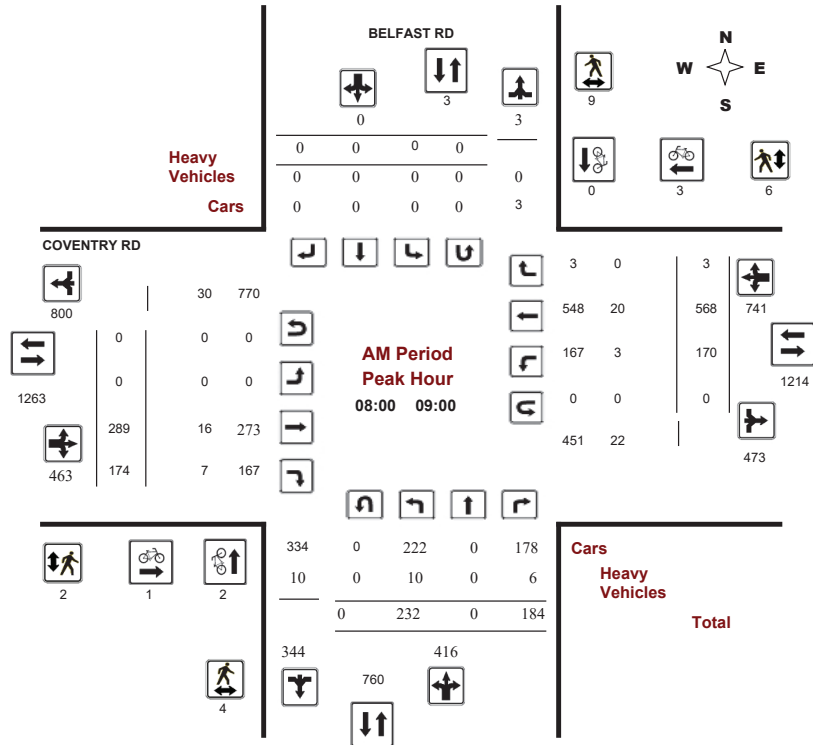 BELFAST RD
N
W E
S
3 9
0 3
0 0 0 0
Heavy
Vehicles
0 0 0 0 0
Cars
0 0 0 0 3
0 3 6
COVENTRY RD
800
30 770
1263
0 0 0
0 0 0
289 16 273
463
174 7 167
AM Period
Peak Hour
08:00 09:00
3 0 3
741
548 20 568
167 3 170
1214
0 0 0
451 22
473
2 1 2
4
334 0 222 0 178
10 0 10 0 6
0 232 0 184
344 416
760
Cars
Heavy
Vehicles
Total